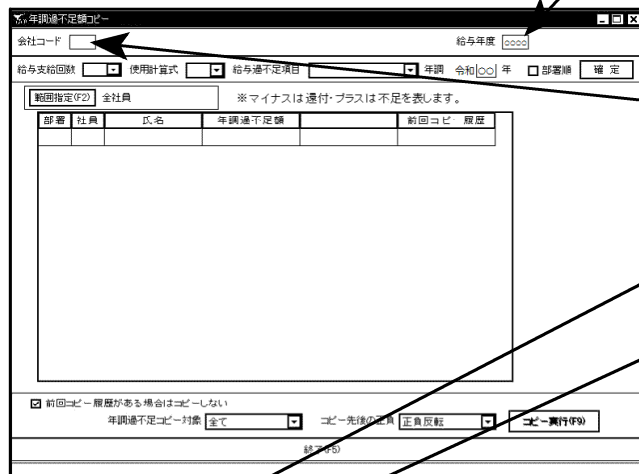 年調過不足額コピー
会社コード 給与年度 ○○○○
給与支給回数 使用計算式 給与過不足項目 年調 令和 ○○ 年 部署順 確 定
範囲指定(F2) 全社員 ※マイナスは還付・プラスは不足を表します。
部署 社員 氏名 年調過不足額 前回コピー履歴
前回コピー履歴がある場合はコピーしない
年調過不足コピー対象 全て コピー先後の正負 正負反転 コピー実行(F9)
終了(F5)